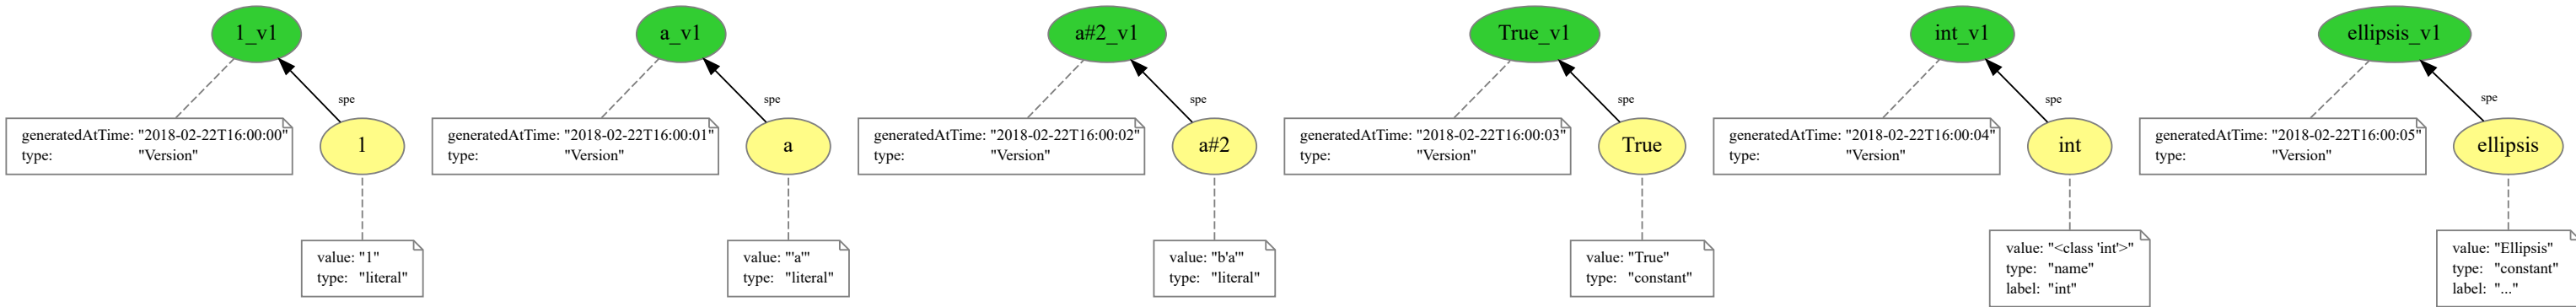 1_v1
a_v1
a#2_v1
True_v1
int_v1
ellipsis_v1
spe
spe
spe
spe
spe
spe
generatedAtTime: "2018-02-22T16:00:00"
type: "Version"
1
generatedAtTime: "2018-02-22T16:00:01"
type: "Version"
a
generatedAtTime: "2018-02-22T16:00:02"
type: "Version"
a#2
generatedAtTime: "2018-02-22T16:00:03"
type: "Version"
True
generatedAtTime: "2018-02-22T16:00:04"
type: "Version"
int
generatedAtTime: "2018-02-22T16:00:05"
type: "Version"
ellipsis
value: "1"
type: "literal"
value: "'a'"
type: "literal"
value: "b'a'"
type: "literal"
value: "True"
type: "constant"
value: "<class 'int'>"
type: "name"
label: "int"
value: "Ellipsis"
type: "constant"
label: "..."